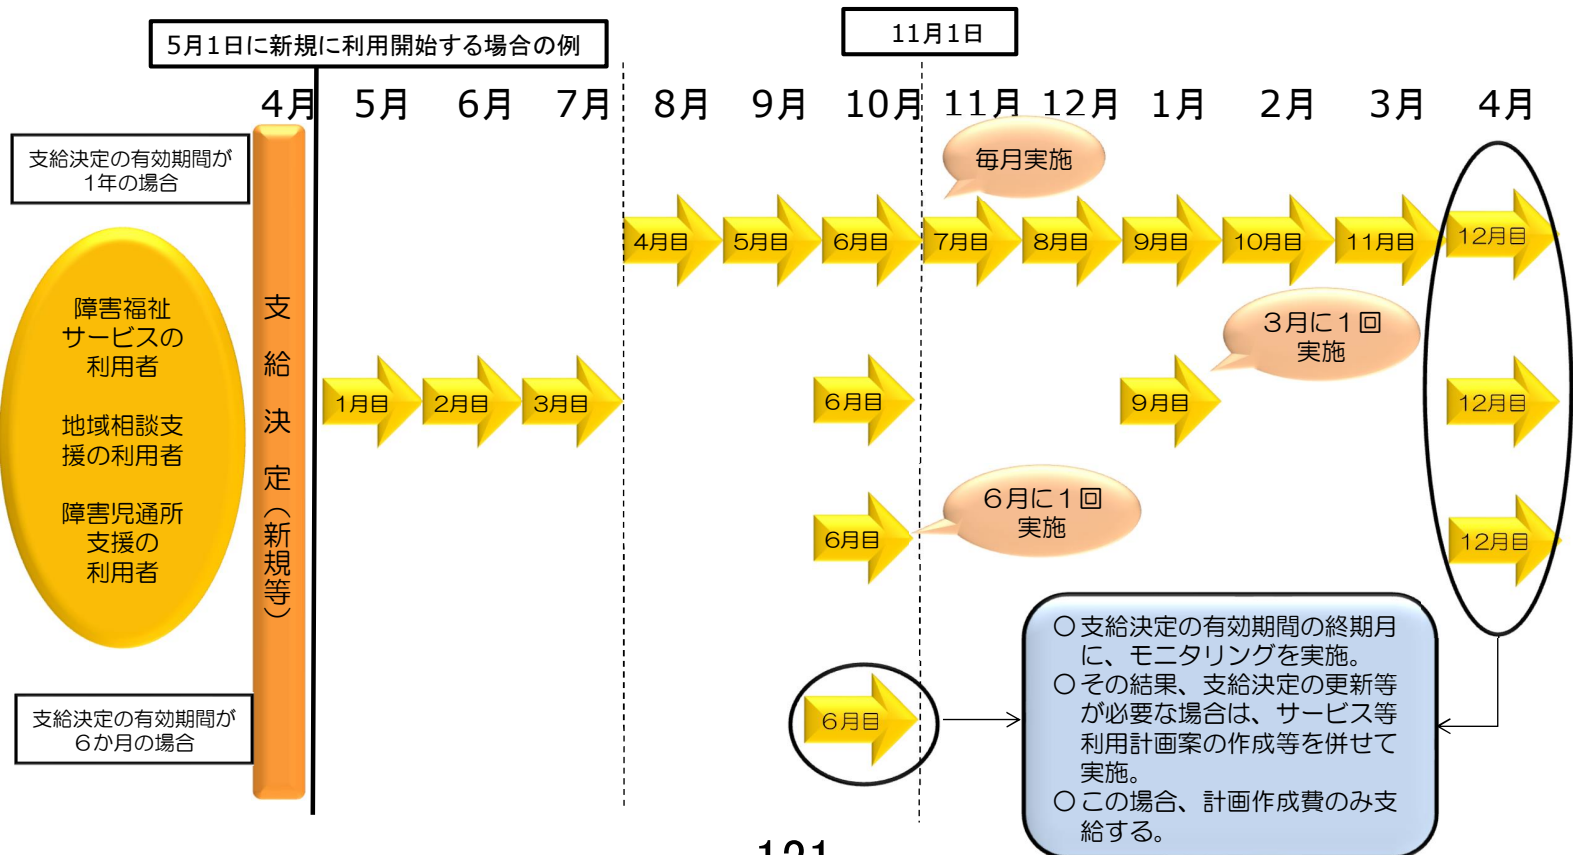 5月1日に新規に利用開始する場合の例
11月1日
4月 5月 6月 7月 8月 9月 10月 11月 12月 1月 2月 3月 4月
支給決定の有効期間が
1年の場合
毎月実施
4月目 5月目 6月目 7月目 8月目 9月目 10月目 11月目 12月目
障害福祉
サービスの
利用者
地域相談支
援の利用者
障害児通所
支援の
利用者
支給決定(新規等)
3月に1回
実施
1月目 2月目 3月目 6月目 9月目 12月目
6月に1回
実施
6月目 12月目
支給決定の有効期間が
6か月の場合
6月目
○支給決定の有効期間の終期月
に、モニタリングを実施。
○その結果、支給決定の更新等
が必要な場合は、サービス等
利用計画案の作成等を併せて
実施。
○この場合、計画作成費のみ支
給する。